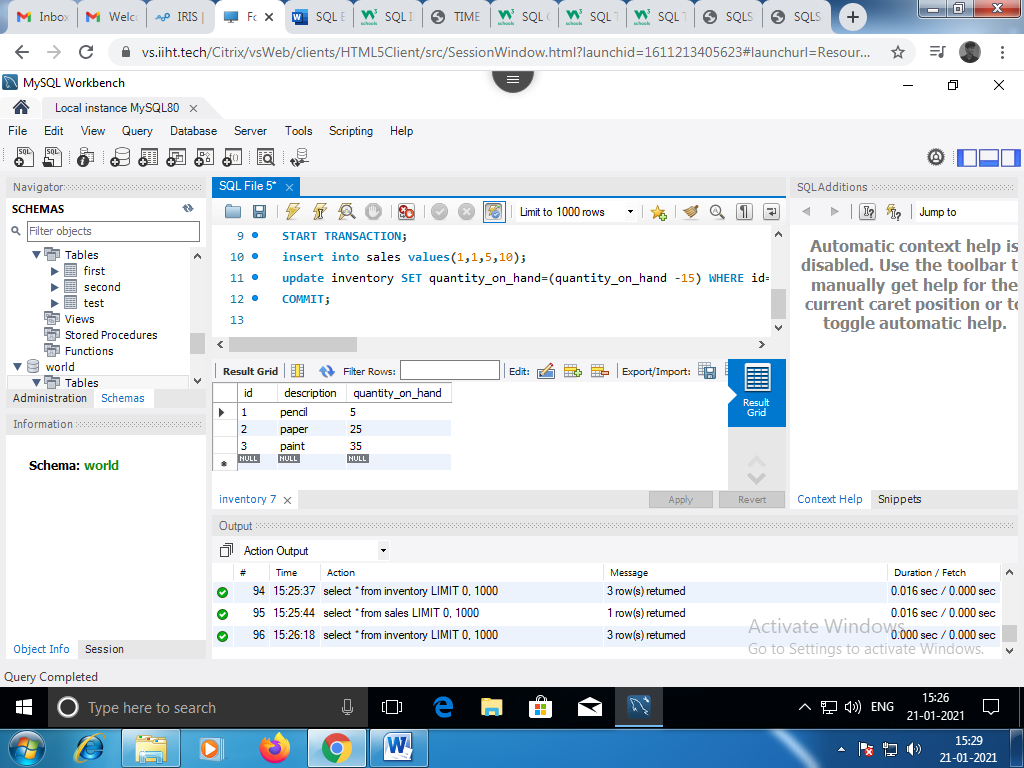 Inbox
Welc
IRIS |
Fo
SQL E
SQL I
TIME
SQL C
SQL T
SQL T
SQLS
SQLS
vs.iiht.tech/Citrix/vsWeb/clients/HTML5Client/src/SessionWindow.html?launchid=1611213405623#launchurl=Resour...
MySQL Workbench
Local instance MySQL80
File Edit View Query Database Server Tools Scripting Help
Navigator
SCHEMAS
Filter objects
Tables
first
second
test
Views
Stored Procedures
Functions
world
Tables
Administration Schemas
Information
Schema: world
Object Info Session
SQL File 5*
Limit to 1000 rows
9 START TRANSACTION;
10 insert into sales values(1,1,5,10);
11 update inventory SET quantity_on_hand=(quantity_on_hand -15) WHERE id=
12 COMMIT;
13
Result Grid Filter Rows: Edit: Export/Import:
id description quantity_on_hand
1 pencil 5
2 paper 25
3 paint 35
NULL NULL NULL
Result
Grid
inventory 7
Apply Revert
SQLAdditions
Jump to
Automatic context help is
disabled. Use the toolbar t
manually get help for the
current caret position or to
toggle automatic help.
Context Help Snippets
Output
Action Output
# Time Action Message Duration / Fetch
94 15:25:37 select * from inventory LIMIT 0, 1000 3 row(s) returned 0.016 sec / 0.000 sec
95 15:25:44 select * from sales LIMIT 0, 1000 1 row(s) returned 0.016 sec / 0.000 sec
96 15:26:18 select * from inventory LIMIT 0, 1000 3 row(s) returned 0.000 sec / 0.000 sec
Activate Windows
Go to Settings to activate Windows.
Query Completed
Type here to search
ENG
15:26
21-01-2021
15:29
21-01-2021